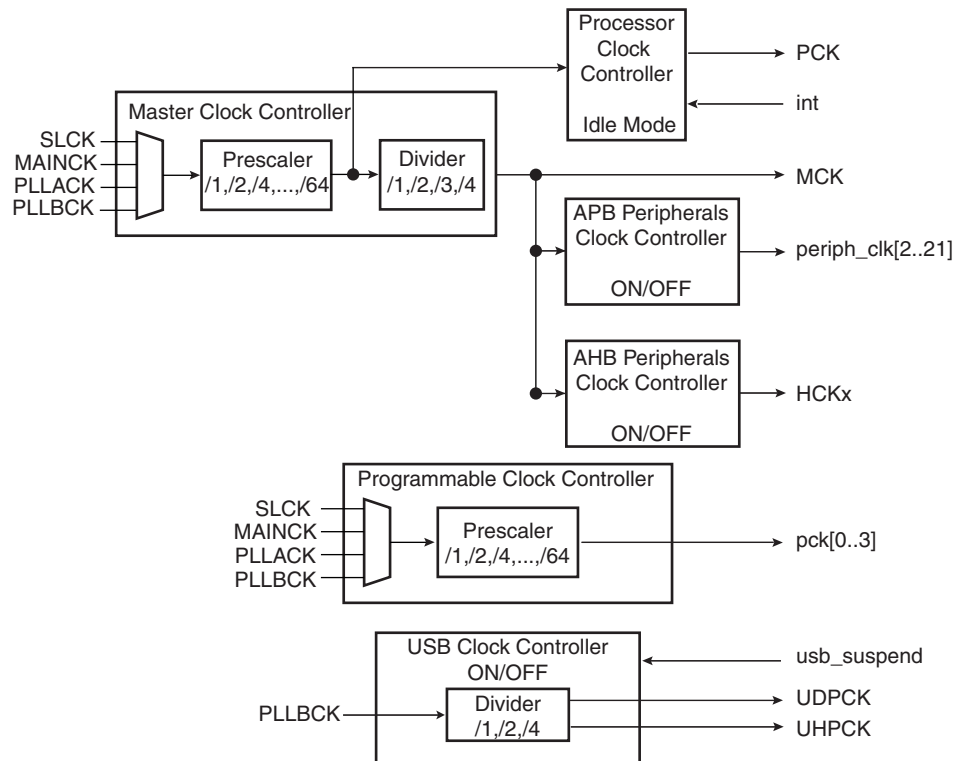 Processor
Clock
Controller
Idle Mode
PCK
int
Master Clock Controller
SLCK
MAINCK
PLLACK
PLLBCK
Prescaler
/1,/2,/4,...,/64
Divider
/1,/2,/3,/4
MCK
APB Peripherals
Clock Controller
ON/OFF
periph_clk[2..21]
AHB Peripherals
Clock Controller
ON/OFF
HCKx
Programmable Clock Controller
SLCK
MAINCK
PLLACK
PLLBCK
Prescaler
/1,/2,/4,...,/64
pck[0..3]
USB Clock Controller
ON/OFF
usb_suspend
PLLBCK
Divider
/1,/2,/4
UDPCK
UHPCK